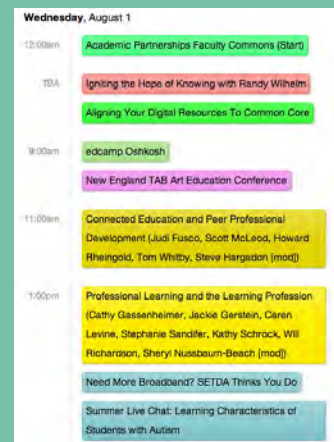 Wednesday, August 1
12:00am
Academic Partnerships Faculty Commons (Start)
TBA
Igniting the Hope of Knowing with Randy Wilhelm
Aligning Your Digital Resources To Common Core
9:00am
edcamp Oshkosh
New England TAB Art Education Conference
11:00am
Connected Education and Peer Professional
Development (Judi Fusco, Scott McLeod, Howard
Rheingold, Tom Whitby, Steve Hargadon [mod])
1:00pm
Professional Learning and the Learning Profession
(Cathy Gassenheimer, Jackie Gerstein, Caren
Levine, Stephanie Sandifer, Kathy Schrock, Will
Richardson, Sheryl Nussbaum-Beach [mod])
Need More Broadband? SETDA Thinks You Do
Summer Live Chat: Learning Characteristics of
Students with Autism